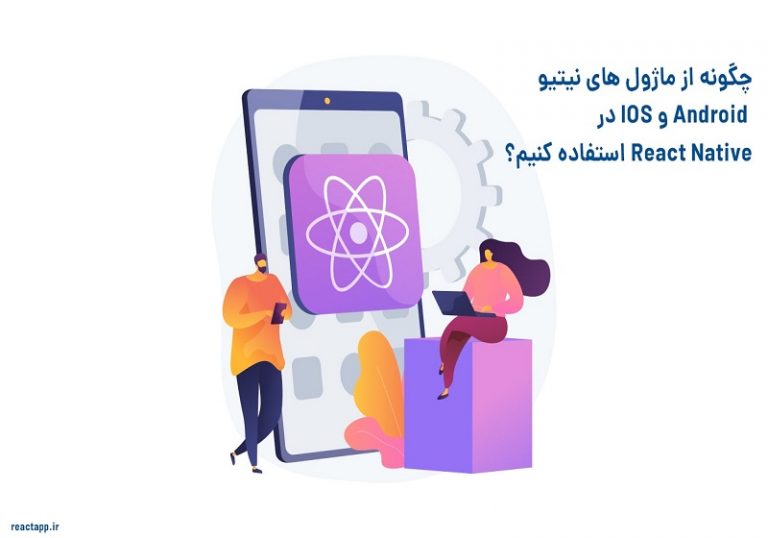 چگونه از ماژول های نیتیو
Android و IOS در
React Native استفاده کنیم؟
reactapp.ir